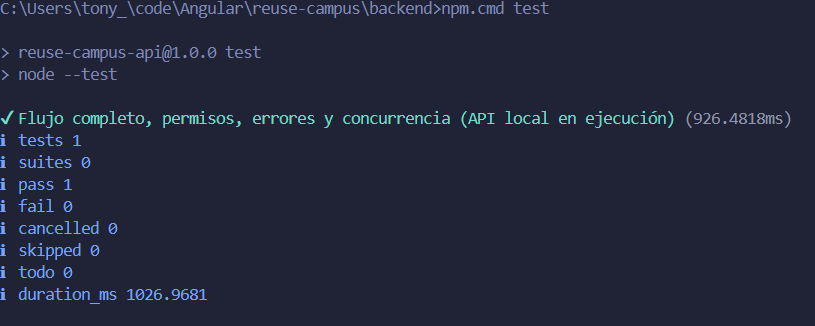 C:\Users\tony_\code\Angular\reuse-campus\backend>npm.cmd test
> reuse-campus-api@1.0.0 test
> node --test
✔ Flujo completo, permisos, errores y concurrencia (API local en ejecución) (926.4818ms)
ℹ tests 1
ℹ suites 0
ℹ pass 1
ℹ fail 0
ℹ cancelled 0
ℹ skipped 0
ℹ todo 0
ℹ duration_ms 1026.9681